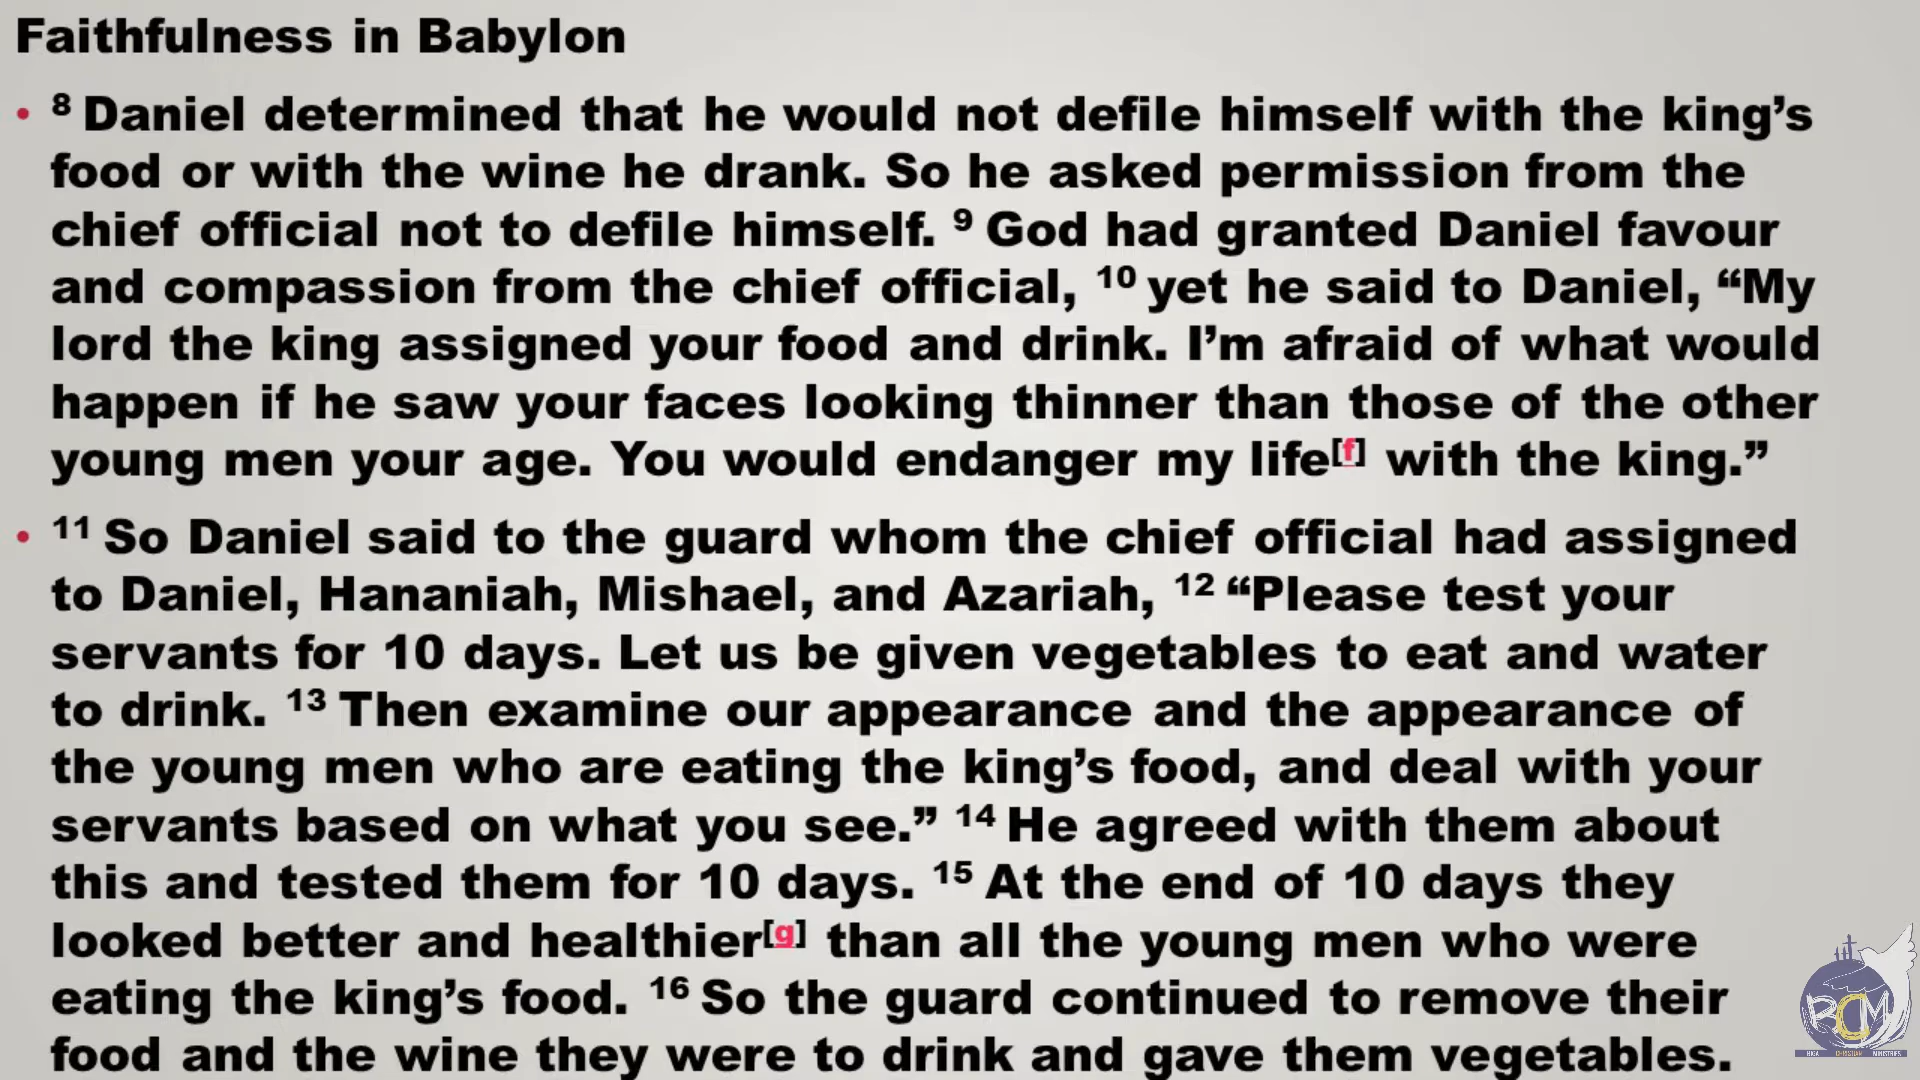 Faithfulness in Babylon
• 8 Daniel determined that he would not defile himself with the king’s
food or with the wine he drank. So he asked permission from the
chief official not to defile himself. 9 God had granted Daniel favour
and compassion from the chief official, 10 yet he said to Daniel, “My
lord the king assigned your food and drink. I’m afraid of what would
happen if he saw your faces looking thinner than those of the other
young men your age. You would endanger my life[f] with the king.”
• 11 So Daniel said to the guard whom the chief official had assigned
to Daniel, Hananiah, Mishael, and Azariah, 12 “Please test your
servants for 10 days. Let us be given vegetables to eat and water
to drink. 13 Then examine our appearance and the appearance of
the young men who are eating the king’s food, and deal with your
servants based on what you see.” 14 He agreed with them about
this and tested them for 10 days. 15 At the end of 10 days they
looked better and healthier[g] than all the young men who were
eating the king’s food. 16 So the guard continued to remove their
food and the wine they were to drink and gave them vegetables.
BCM
CHRISTIAN MINISTRIES